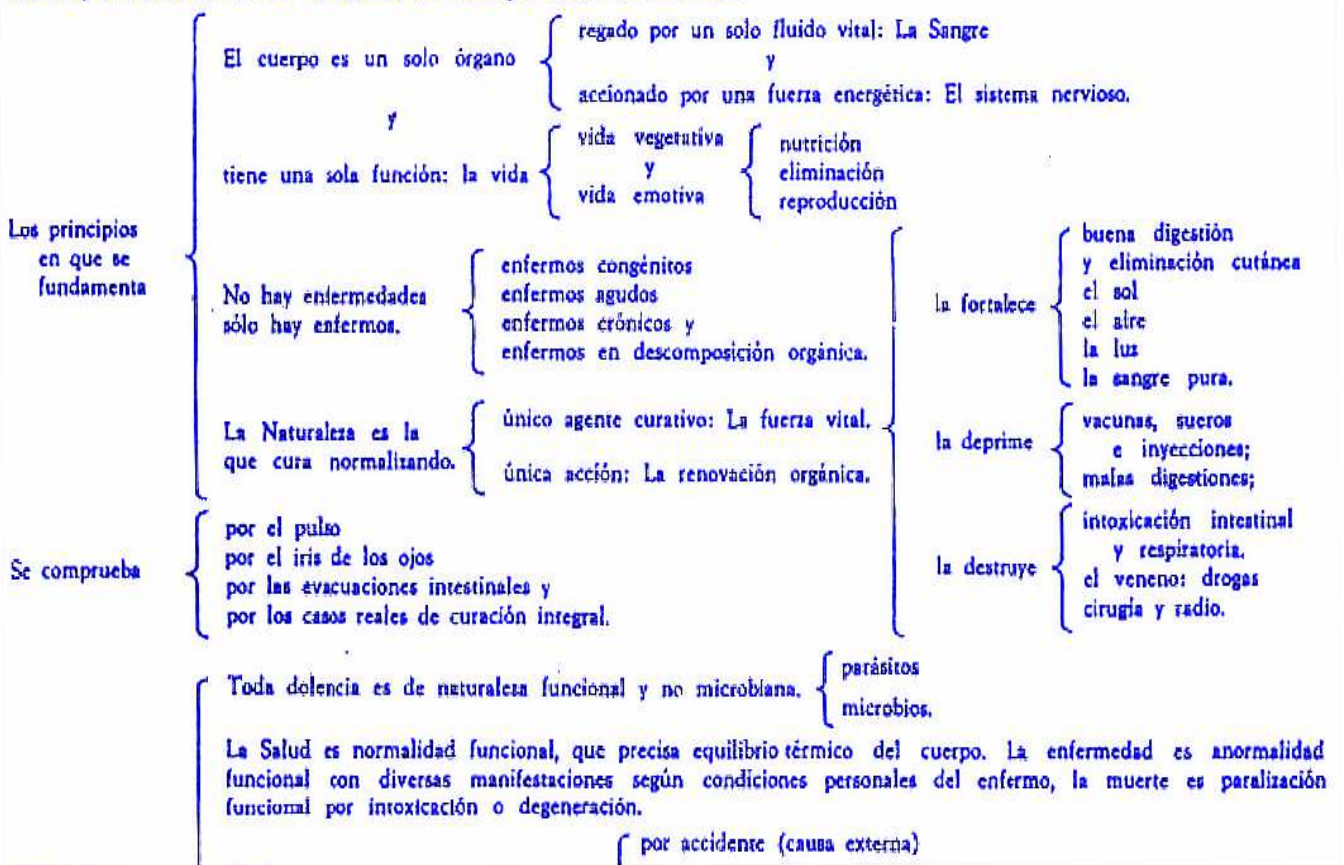 regado por un solo fluido vital: La Sangre
El cuerpo es un solo órgano
y
accionado por una fuerza energética: El sistema nervioso.
y
vida vegetativa
y
vida emotiva
nutrición
eliminación
reproducción
tiene una sola función: la vida
Los principios
en que se
fundamenta
No hay enfermedades
sólo hay enfermos.
enfermos congénitos
enfermos agudos
enfermos crónicos y
enfermos en descomposición orgánica.
La Naturaleza es la
que cura normalizando.
único agente curativo: La fuerza vital.
única acción: La renovación orgánica.
la fortalece
buena digestión
y eliminación cutánea
el sol
el aire
la luz
la sangre pura.
la deprime
vacunas, sueros
e inyecciones;
malas digestiones;
la destruye
intoxicación intestinal
y respiratoria.
el veneno: drogas
cirugía y radio.
Se comprueba
por el pulso
por el iris de los ojos
por las evacuaciones intestinales y
por los casos reales de curación integral.
Toda dolencia es de naturaleza funcional y no microbiana.
parásitos
microbios.
La Salud es normalidad funcional, que precisa equilibrio térmico del cuerpo. La enfermedad es anormalidad
funcional con diversas manifestaciones según condiciones personales del enfermo, la muerte es paralización
funcional por intoxicación o degeneración.
por accidente (causa externa)